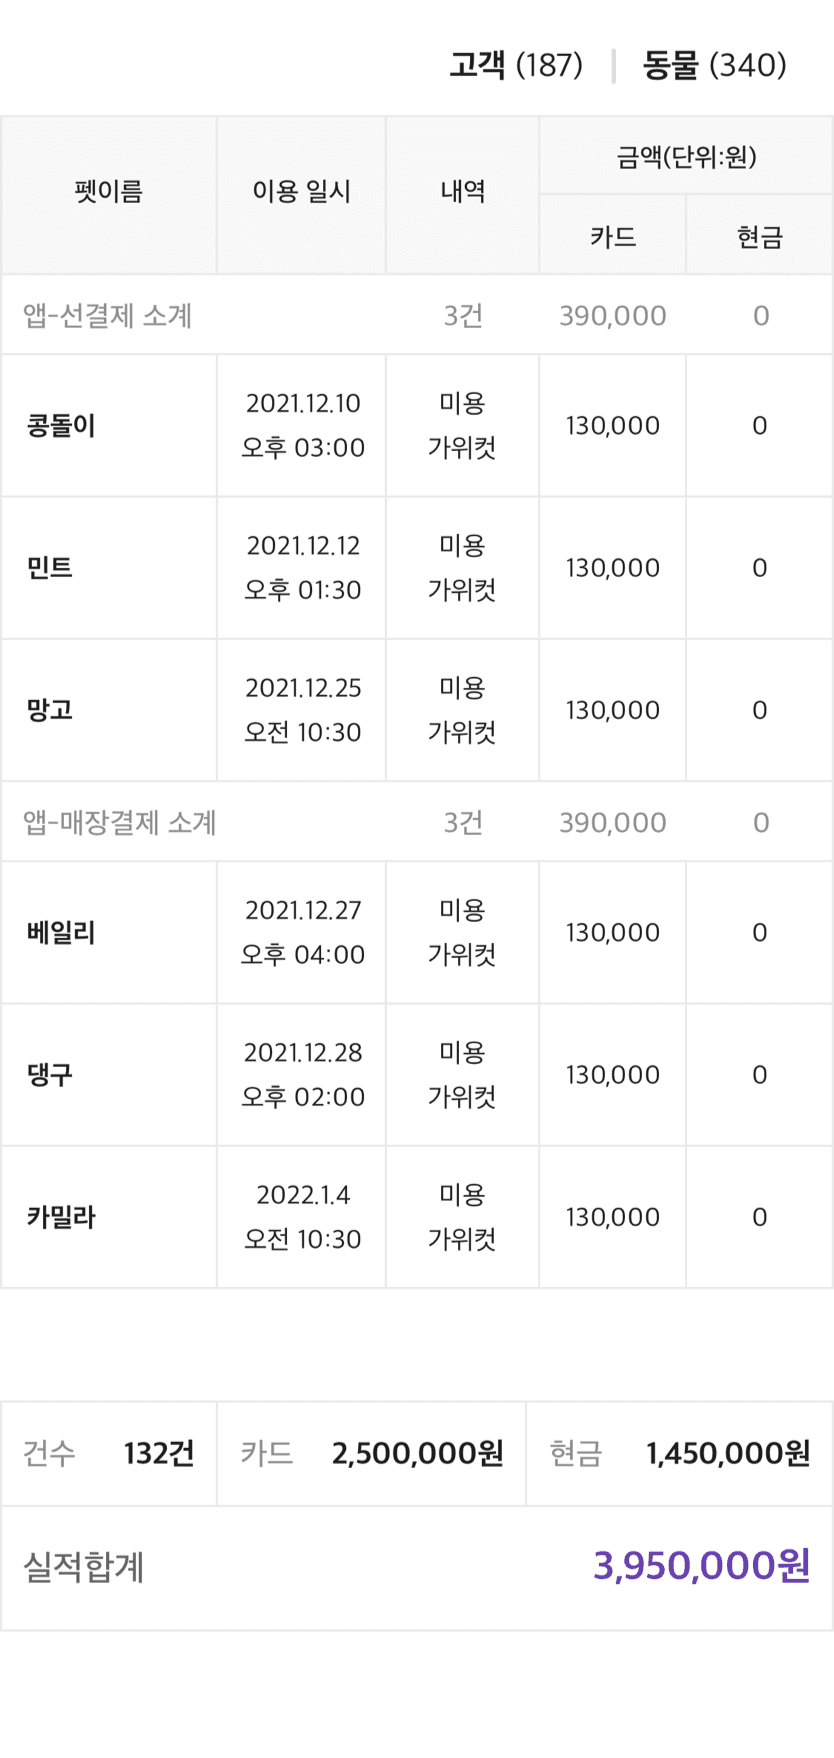 고객 (187) | 동물 (340)
펫이름 이용 일시 내역 금액(단위:원)
카드 현금
앱-선결제 소계 3건 390,000 0
콩돌이 2021.12.10 오후 03:00 미용 가위컷 130,000 0
민트 2021.12.12 오후 01:30 미용 가위컷 130,000 0
망고 2021.12.25 오전 10:30 미용 가위컷 130,000 0
앱-매장결제 소계 3건 390,000 0
베일리 2021.12.27 오후 04:00 미용 가위컷 130,000 0
댕구 2021.12.28 오후 02:00 미용 가위컷 130,000 0
카밀라 2022.1.4 오전 10:30 미용 가위컷 130,000 0
건수 132건 카드 2,500,000원 현금 1,450,000원
실적합계 3,950,000원